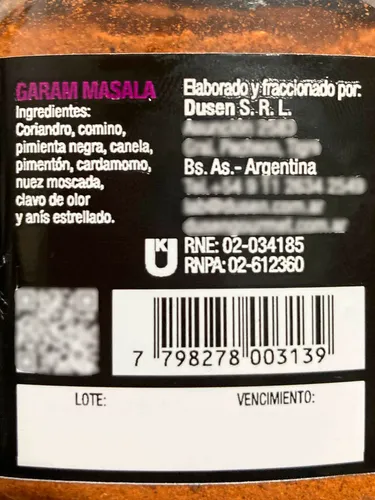 GARAM MASALA
Ingredientes:
Coriandro, comino,
pimienta negra, canela,
pimentón, cardamomo,
nuez moscada,
clavo de olor
y anís estrellado.
Elaborado y fraccionado por:
Dusen S. R. L.
Bs. As.- Argentina
UK
RNE: 02-034185
RNPA: 02-612360
7 798278 003139
LOTE:
VENCIMIENTO: